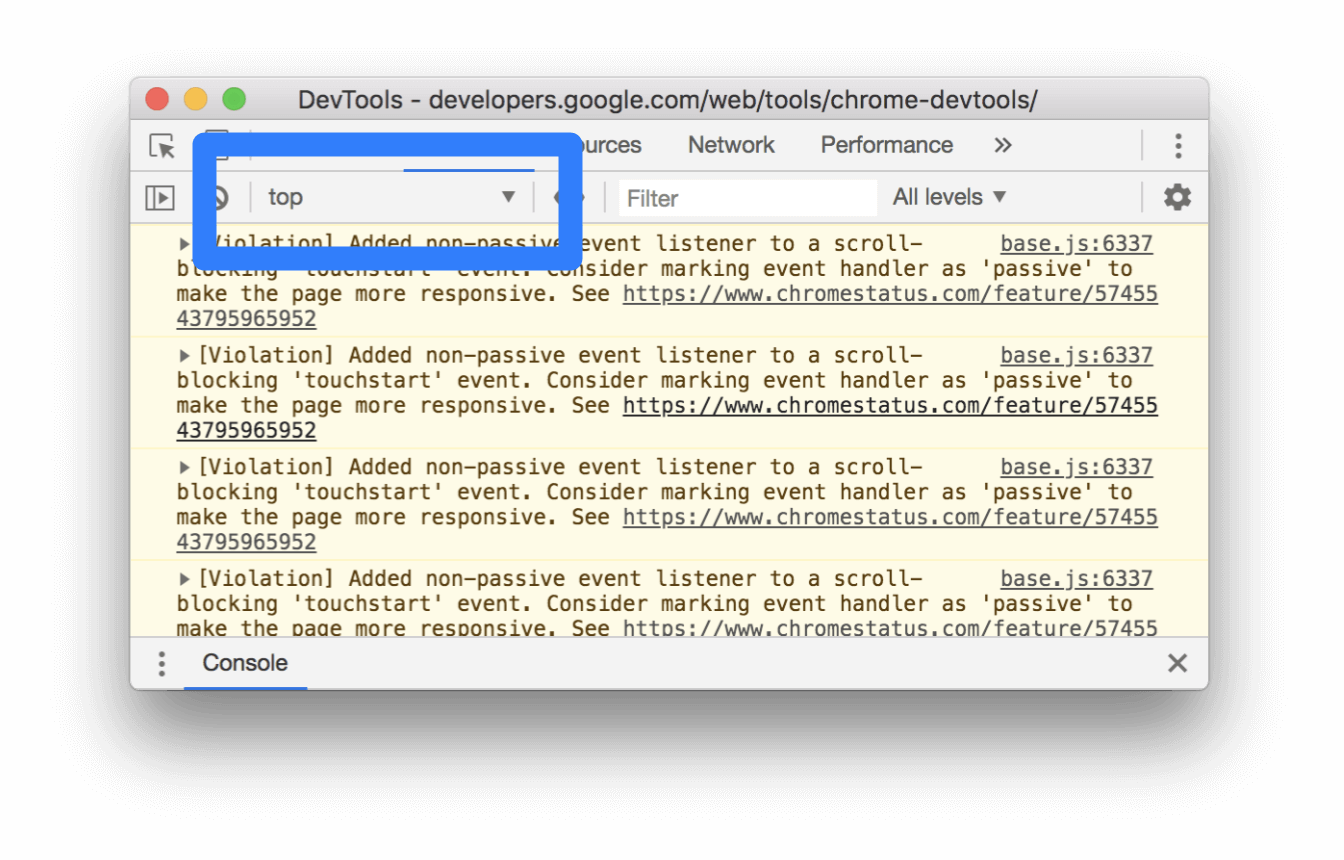 DevTools - developers.google.com/web/tools/chrome-devtools/
Network Performance
top Filter All levels
[Violation] Added non-passive event listener to a scroll- base.js:6337
'touchstart' event. Consider marking event handler as 'passive' to
make the page more responsive. See https://www.chromestatus.com/feature/57455
43795965952
[Violation] Added non-passive event listener to a scroll- base.js:6337
blocking 'touchstart' event. Consider marking event handler as 'passive' to
make the page more responsive. See https://www.chromestatus.com/feature/57455
43795965952
[Violation] Added non-passive event listener to a scroll- base.js:6337
blocking 'touchstart' event. Consider marking event handler as 'passive' to
make the page more responsive. See https://www.chromestatus.com/feature/57455
43795965952
[Violation] Added non-passive event listener to a scroll- base.js:6337
blocking 'touchstart' event. Consider marking event handler as 'passive' to
make the page more responsive. See https://www.chromestatus.com/feature/57455
Console